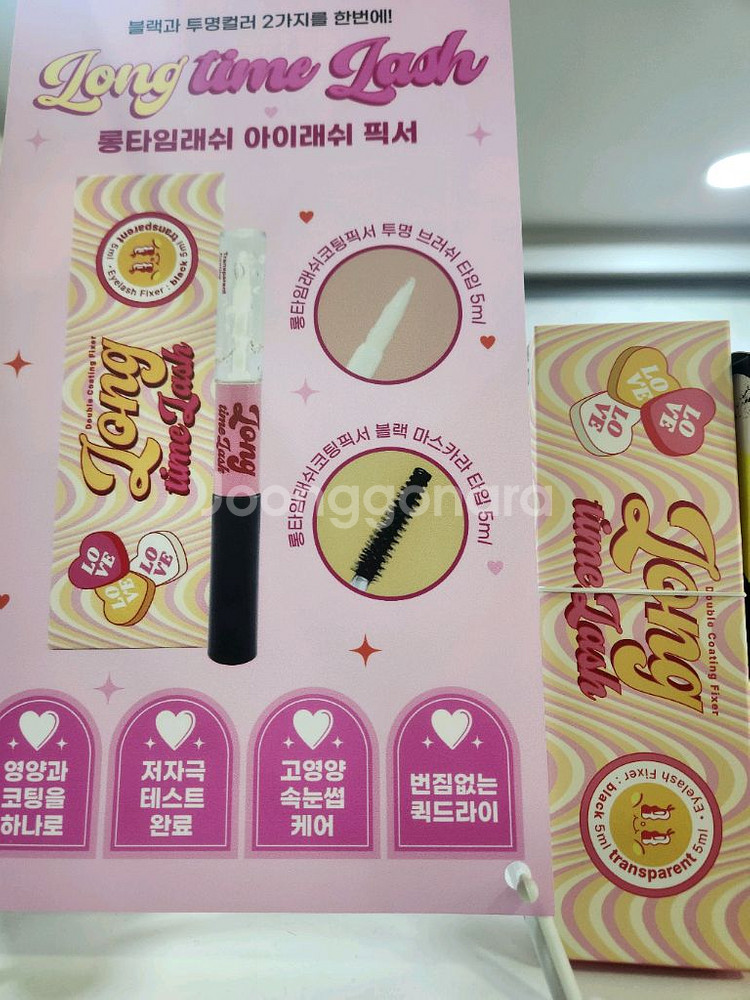 블랙과 투명컬러 2가지를 한번에!
Long time Lash
롱타임래쉬 아이래쉬 픽서
Eyelash Fixer : black 5ml transparent 5ml
Double Coating Fixer
Long
time Lash
LOVE
LOVE
LOVE
Transparent
Long
time Lash
롱타임래쉬코팅픽서 투명 브러쉬 타입 5ml
롱타임래쉬코팅픽서 블랙 마스카라 타입 5ml
Joonggonara
영양과
코팅을
하나로
저자극
테스트
완료
고영양
속눈썹
케어
번짐없는
퀵드라이
LOVE
LOVE
LOVE
Long
time Lash
Double Coating Fixer
Eyelash Fixer : black 5ml transparent 5ml